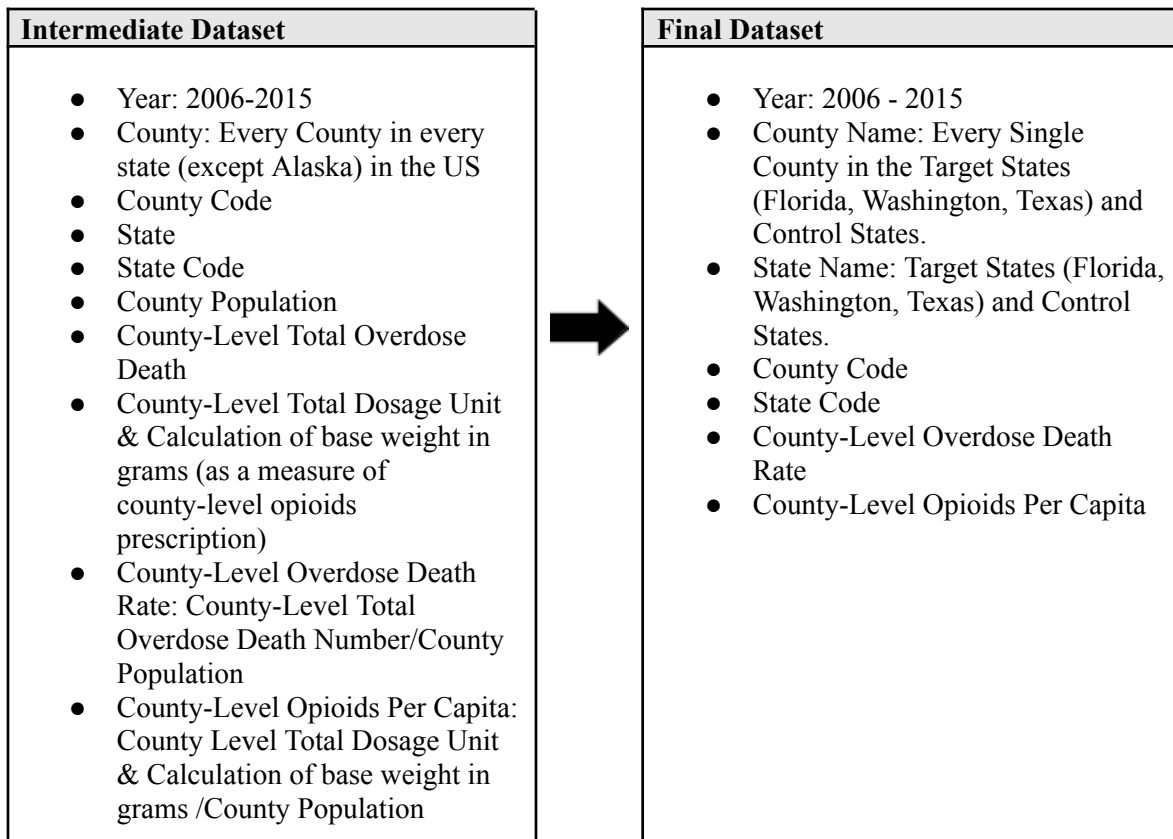 Intermediate Dataset
● Year: 2006-2015
● County: Every County in every
state (except Alaska) in the US
● County Code
● State
● State Code
● County Population
● County-Level Total Overdose
Death
● County-Level Total Dosage Unit
& Calculation of base weight in
grams (as a measure of
county-level opioids
prescription)
● County-Level Overdose Death
Rate: County-Level Total
Overdose Death Number/County
Population
● County-Level Opioids Per Capita:
County Level Total Dosage Unit
& Calculation of base weight in
grams /County Population
Final Dataset
● Year: 2006 - 2015
● County Name: Every Single
County in the Target States
(Florida, Washington, Texas) and
Control States.
● State Name: Target States (Florida,
Washington, Texas) and Control
States.
● County Code
● State Code
● County-Level Overdose Death
Rate
● County-Level Opioids Per Capita